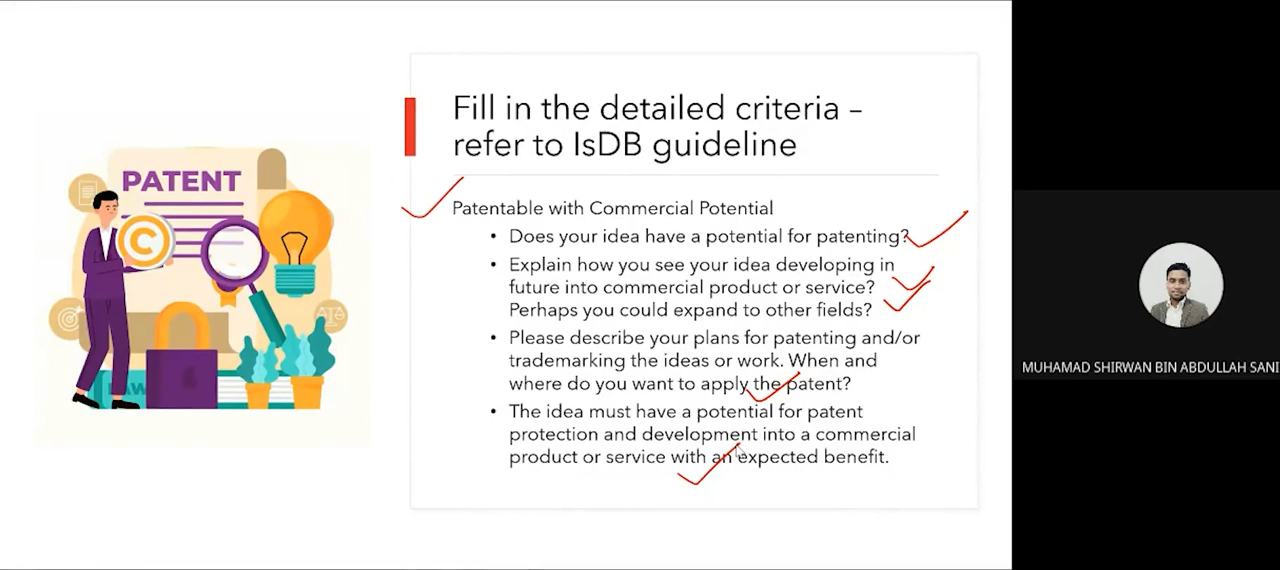 Fill in the detailed criteria –
refer to IsDB guideline
PATENT
Patentable with Commercial Potential
• Does your idea have a potential for patenting?
• Explain how you see your idea developing in
future into commercial product or service?
Perhaps you could expand to other fields?
• Please describe your plans for patenting and/or
trademarking the ideas or work. When and
where do you want to apply the patent?
• The idea must have a potential for patent
protection and development into a commercial
product or service with an expected benefit.
C
LAW
MUHAMAD SHIRWAN BIN ABDULLAH SANI